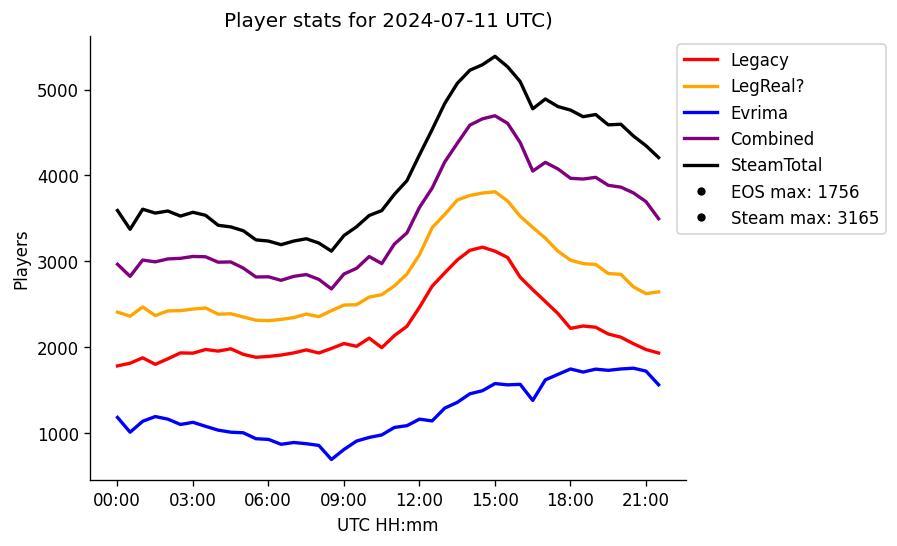 Player stats for 2024-07-11 UTC)
Players
5000
4000
3000
2000
1000
00:00 03:00 06:00 09:00 12:00 15:00 18:00 21:00
UTC HH:mm
Legacy
LegReal?
Evrima
Combined
SteamTotal
EOS max: 1756
Steam max: 3165